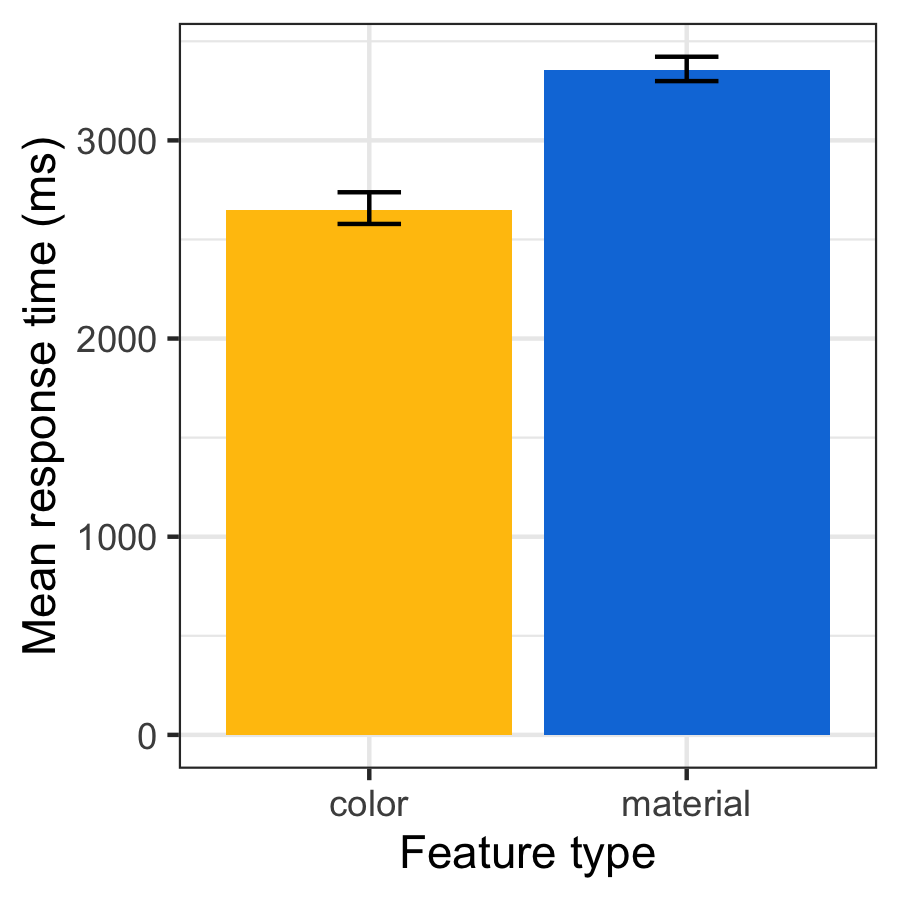 Mean response time (ms)
3000
2000
1000
0
color
material
Feature type